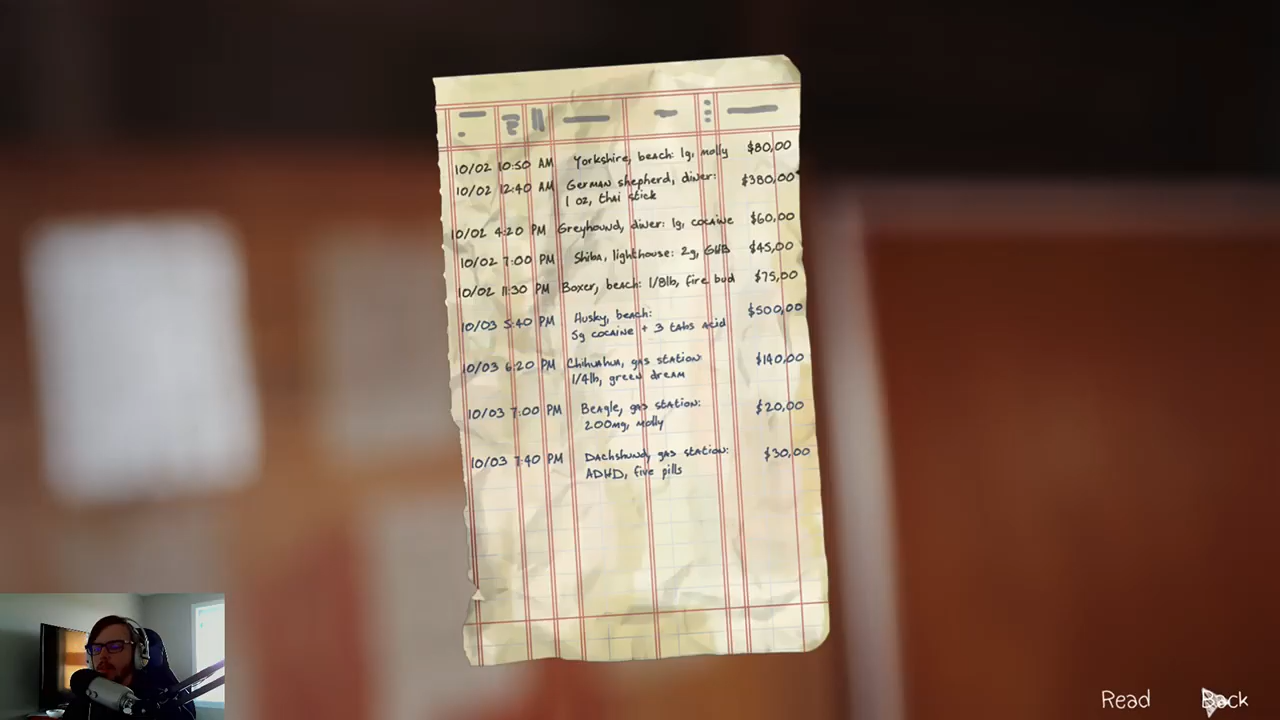 10/02 10:50 AM Yorkshire, beach: 1g, molly $80,00
10/02 12:40 AM German shepherd, diner: $380,00
1 oz, thai stick
10/02 4:20 PM Greyhound, diner: 1g, cocaine $60,00
10/02 7:00 PM Shiba, lighthouse: 2g, GHB $45,00
10/02 11:30 PM Boxer, beach: 1/8lb, fire bud $75,00
10/03 5:40 PM Husky, beach: $500,00
5g cocaine + 3 tabs acid
10/03 6:20 PM Chihuahua, gas station: $140,00
1/4lb, green dream
10/03 7:00 PM Beagle, gas station: $20,00
200mg, molly
10/03 7:40 PM Dachshund, gas station: $30,00
ADHD, five pills
Read Back